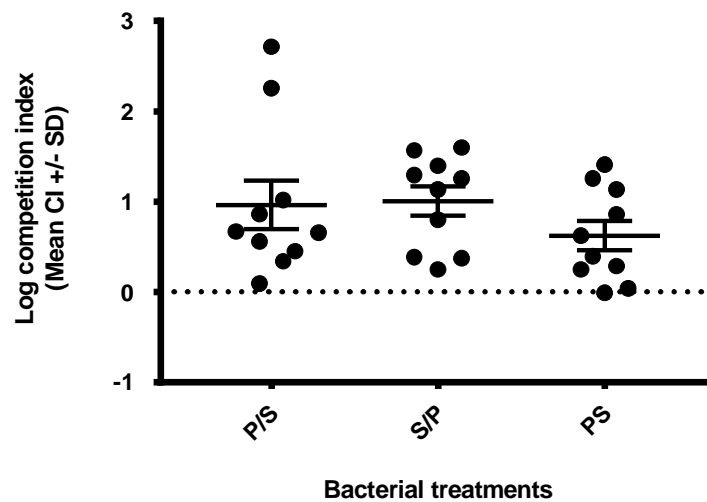 Log competition index
(Mean CI +/- SD)
3
2
1
0
-1
P/S
S/P
PS
Bacterial treatments